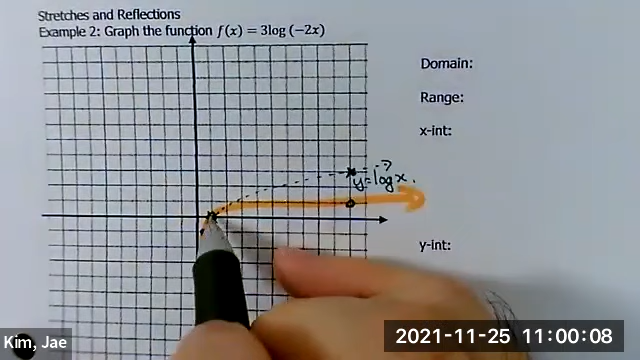 Stretches and Reflections
Example 2: Graph the function f(x) = 3log (−2x)
Domain:
Range:
x-int:
y=logx.
y-int:
Kim, Jae
2021-11-25 11:00:08